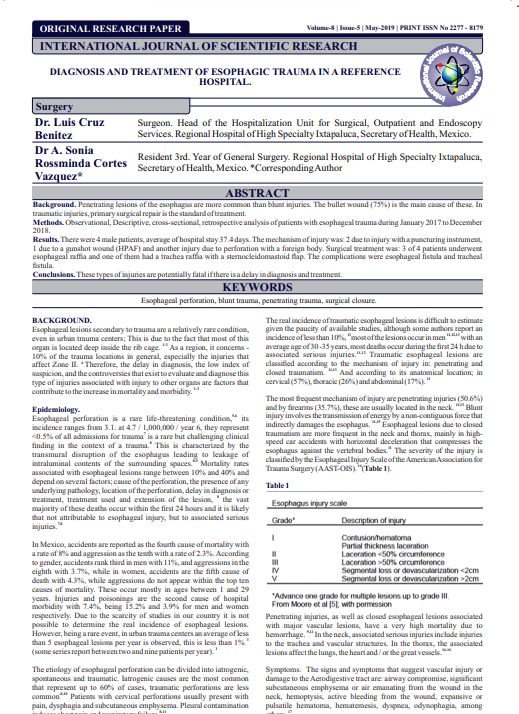 ORIGINAL RESEARCH PAPER
Volume-8 | Issue-5 | May-2019 | PRINT ISSN No 2277 - 8179
INTERNATIONAL JOURNAL OF SCIENTIFIC RESEARCH
DIAGNOSIS AND TREATMENT OF ESOPHAGIC TRAUMA IN A REFERENCE
HOSPITAL.
Surgery
Dr. Luis Cruz
Benitez
Surgeon. Head of the Hospitalization Unit for Surgical, Outpatient and Endoscopy
Services. Regional Hospital of High Specialty Ixtapaluca, Secretary of Health, Mexico.
Dr A. Sonia
Rossminda Cortes
Vazquez*
Resident 3rd. Year of General Surgery. Regional Hospital of High Specialty Ixtapaluca,
Secretary of Health, Mexico. *Corresponding Author
ABSTRACT
Background. Penetrating lesions of the esophagus are more common than blunt injuries. The bullet wound (75%) is the main cause of these. In
traumatic injuries, primary surgical repair is the standard of treatment.
Methods. Observational, Descriptive, cross-sectional, retrospective analysis of patients with esophageal trauma during January 2017 to December
2018.
Results. There were 4 male patients, average of hospital stay 37.4 days. The mechanism of injury was: 2 due to injury with a puncturing instrument,
1 due to a gunshot wound (HPAF) and another injury due to perforation with a foreign body. Surgical treatment was: 3 of 4 patients underwent
esophageal raffia and one of them had a trachea raffia with a sternocleidomastoid flap. The complications were esophageal fistula and tracheal
fistula.
Conclusions. These types of injuries are potentially fatal if there is a delay in diagnosis and treatment.
KEYWORDS
Esophageal perforation, blunt trauma, penetrating trauma, surgical closure.
BACKGROUND.
Esophageal lesions secondary to trauma are a relatively rare condition,
even in urban trauma centers; This is due to the fact that most of this
organ is located deep inside the rib cage. As a region, it concerns -
10% of the trauma locations in general, especially the injuries that
affect Zone II. Therefore, the delay in diagnosis, the low index of
suspicion, and the controversies that exist to evaluate and diagnose this
type of injuries associated with injury to other organs are factors that
contribute to the increase in mortality and morbidity.
Epidemiology.
Esophageal perforation is a rare life-threatening condition, its
incidence ranges from 3.1. at 4.7 / 1,000,000 / year 6, they represent
<0.5% of all admissions for trauma is a rare but challenging clinical
finding in the context of a trauma. This is characterized by the
transmural disruption of the esophagus leading to leakage of
intraluminal contents of the surrounding spaces. Mortality rates
associated with esophageal lesions range between 10% and 40% and
depend on several factors; cause of the perforation, the presence of any
underlying pathology, location of the perforation, delay in diagnosis or
treatment, treatment used and extension of the lesion, the vast
majority of these deaths occur within the first 24 hours and it is likely
that not attributable to esophageal injury, but to associated serious
injuries.
In Mexico, accidents are reported as the fourth cause of mortality with
a rate of 8% and aggression as the tenth with a rate of 2.3%. According
to gender, accidents rank third in men with 11%, and aggressions in the
eighth with 3.7%, while in women, accidents are the fifth cause of
death with 4.3%, while aggressions do not appear within the top ten
causes of mortality. These occur mostly in ages between 1 and 29
years. Injuries and poisonings are the second cause of hospital
morbidity with 7.4%, being 15.2% and 3.9% for men and women
respectively. Due to the scarcity of studies in our country it is not
possible to determine the real incidence of esophageal injuries.
However, being a rare event, in urban trauma centers an average of less
than 5 esophageal lesions per year is observed, this is less than 1%
(some series report between two and nine patients per year).
The etiology of esophageal perforation can be divided into iatrogenic,
spontaneous and traumatic. Iatrogenic causes are the most common
that represent up to 60% of cases, traumatic perforations are less
common Patients with cervical perforations usually present with
pain, dysphagia and subcutaneous emphysema. Pleural contamination
The real incidence of traumatic esophageal lesions is difficult to estimate
given the paucity of available studies, although some authors report an
incidence of less than 10%, most of the lesions occur in men with an
average age of 30 -35 years, most deaths occur during the first 24 h due to
associated serious injuries. Traumatic esophageal lesions are
classified according to the mechanism of injury in: penetrating and
closed traumatism. And according to its anatomical location; in
cervical (57%), thoracic (26%) and abdominal (17%).
The most frequent mechanism of injury are penetrating injuries (50.6%)
and by firearms (35.7%), these are usually located in the neck. Blunt
injury involves the transmission of energy by a non-contiguous force that
indirectly damages the esophagus. Esophageal lesions due to closed
traumatism are more frequent in the neck and thorax, mainly in high-
speed car accidents with horizontal deceleration that compresses the
esophagus against the vertebral bodies. The severity of the injury is
classified by the Esophageal Injury Scale of the American Association for
Trauma Surgery (AAST-OIS). (Table I).
Table I
Esophagus injury scale
Grade* Description of injury
I Contusion/hematoma
Partial thickness laceration
II Laceration <50% circumference
III Laceration >50% circumference
IV Segmental loss or devascularization <2cm
V Segmental loss or devascularization >2cm
*Advance one grade for multiple lesions up to grade III.
From Moore et al [5]; with permission
Penetrating injuries, as well as closed esophageal lesions associated
with major vascular lesions, have a very high mortality due to
hemorrhage. In the neck, associated serious injuries include injuries
to the trachea and vascular structures. In the thorax, the associated
lesions affect the lungs, the heart and / or the great vessels.
Symptoms. The signs and symptoms that suggest vascular injury or
damage to the Aerodigestive tract are: airway compromise, significant
subcutaneous emphysema or air emanating from the wound in the
neck, hemoptysis, active bleeding from the wound, expansive or
pulsatile hematoma, hematemesis, dyspnea, odynophagia, among